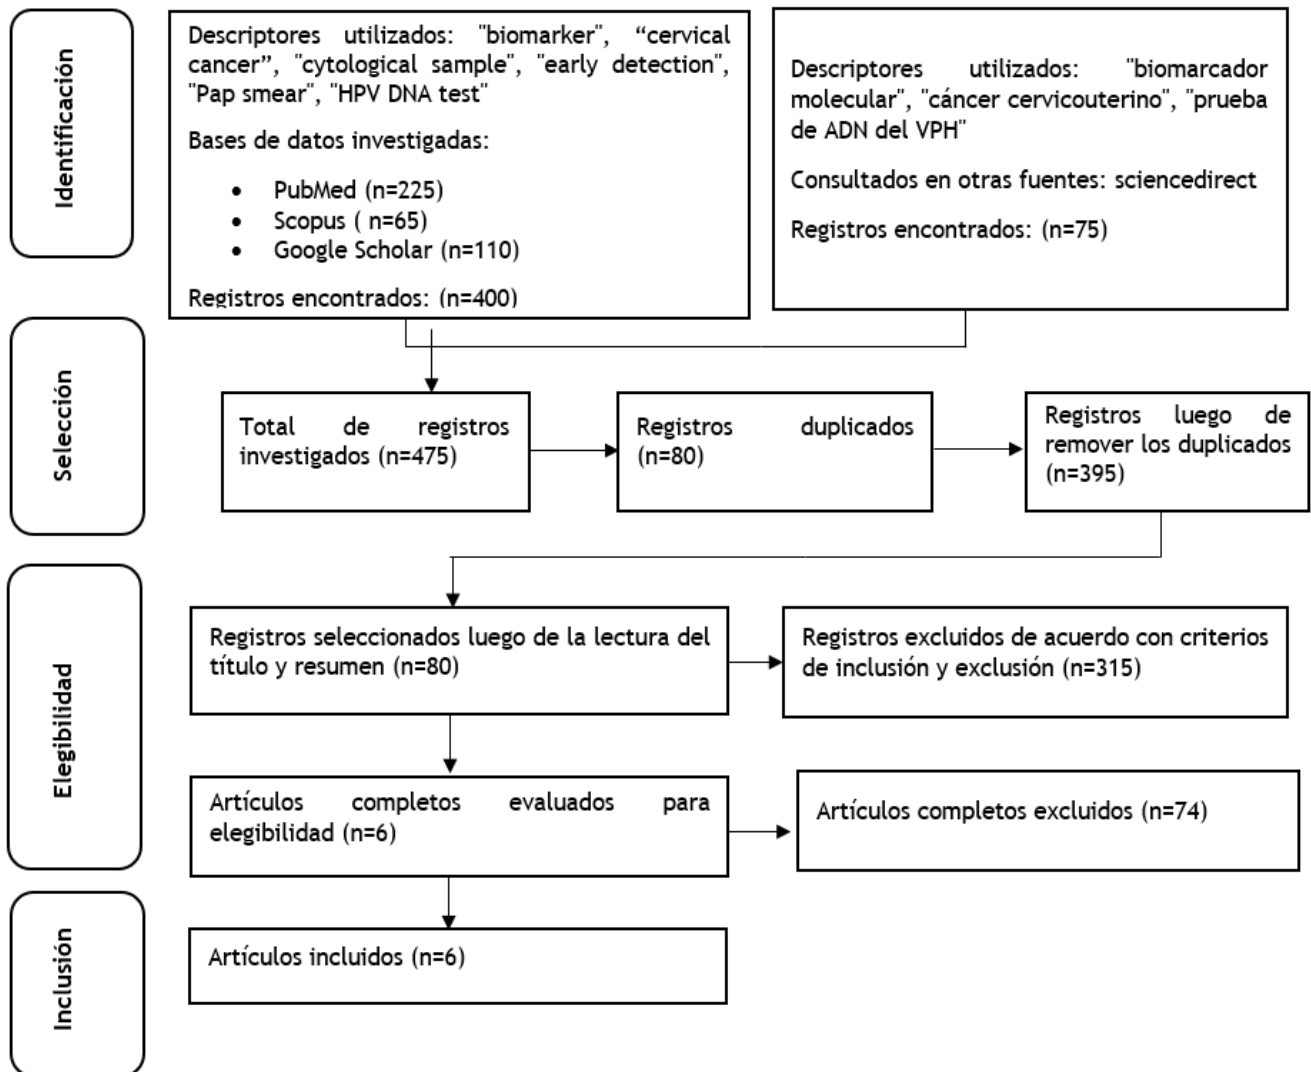 Identificación
Descriptores utilizados: "biomarker", “cervical
cancer”, "cytological sample", "early detection",
"Pap smear", "HPV DNA test"
Bases de datos investigadas:
• PubMed (n=225)
• Scopus ( n=65)
• Google Scholar (n=110)
Registros encontrados: (n=400)
Descriptores utilizados: "biomarcador
molecular", "cáncer cervicouterino", "prueba
de ADN del VPH"
Consultados en otras fuentes: sciencedirect
Registros encontrados: (n=75)
Selección
Total de registros
investigados (n=475)
Registros duplicados
(n=80)
Registros luego de
remover los duplicados
(n=395)
Elegibilidad
Registros seleccionados luego de la lectura del
título y resumen (n=80)
Registros excluidos de acuerdo con criterios
de inclusión y exclusión (n=315)
Artículos completos evaluados para
elegibilidad (n=6)
Artículos completos excluidos (n=74)
Inclusión
Artículos incluidos (n=6)